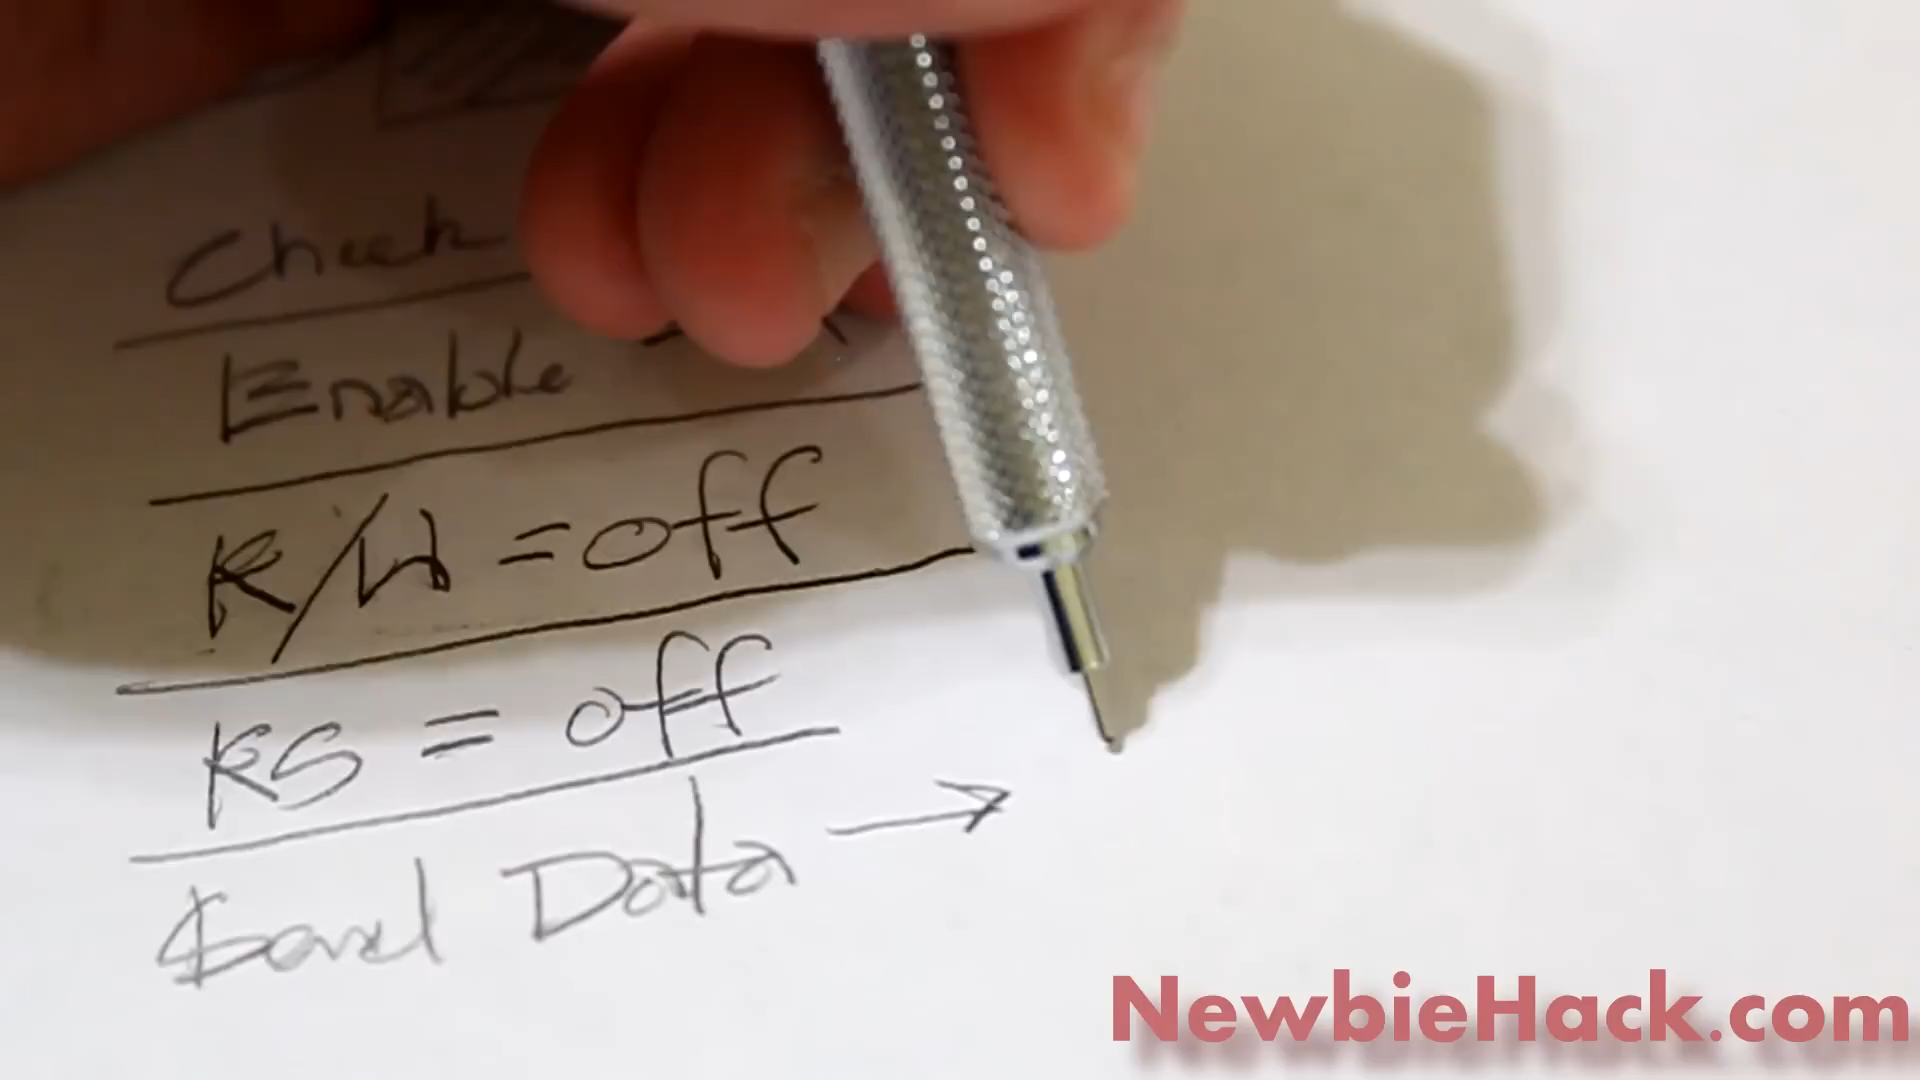 Check
Enable
R/W = off
RS = off
Send Data →
NewbieHack.com